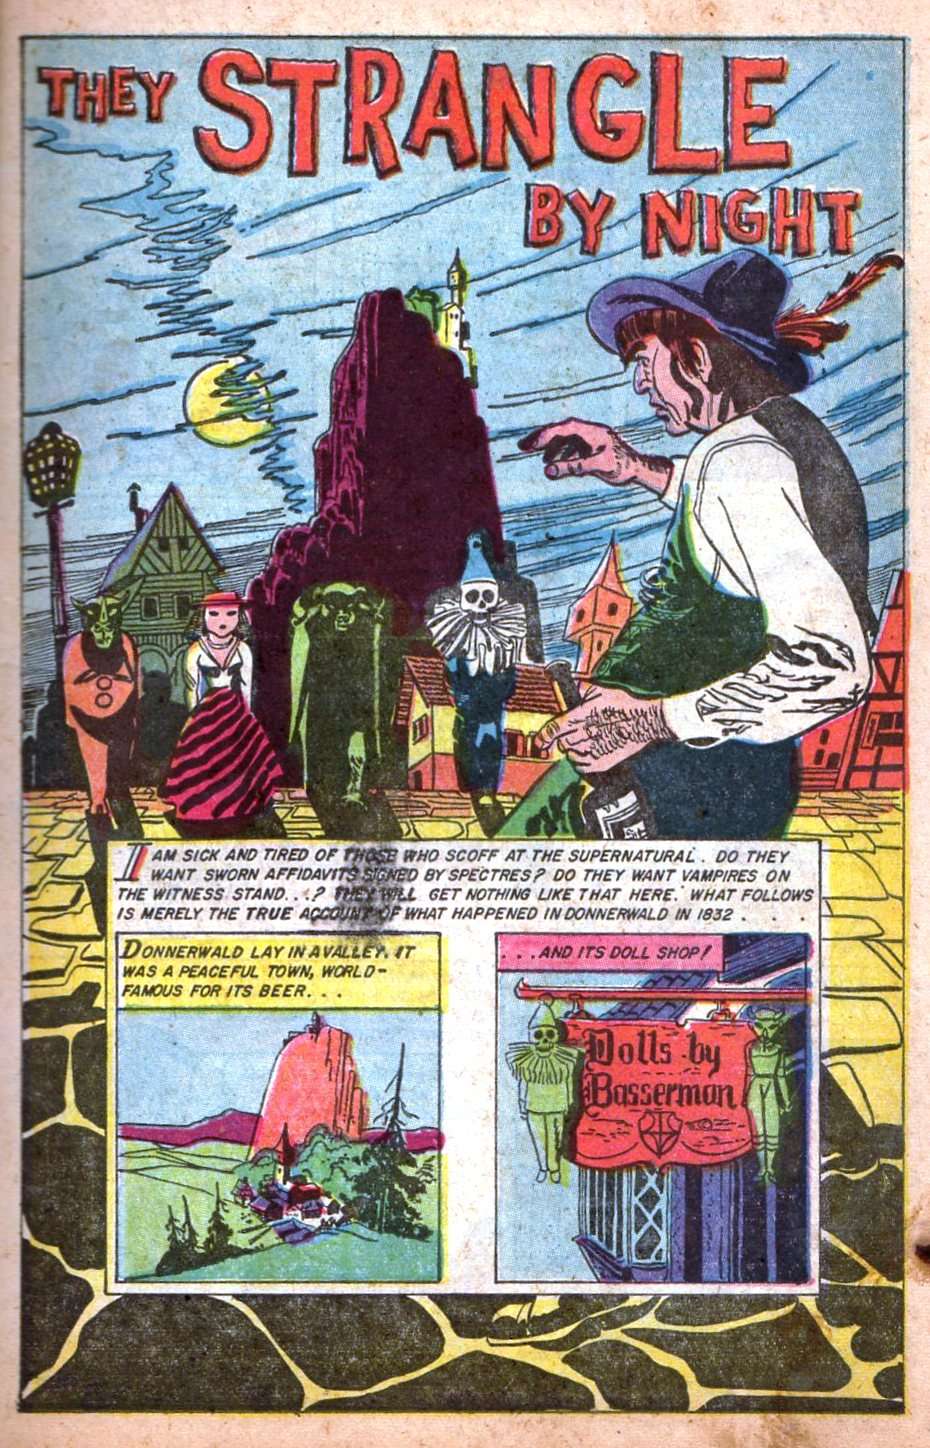 THEY STRANGLE
BY NIGHT
I AM SICK AND TIRED OF THOSE WHO SCOFF AT THE SUPERNATURAL. DO THEY
WANT SWORN AFFIDAVITS SIGNED BY SPECTRES? DO THEY WANT VAMPIRES ON
THE WITNESS STAND...? THEY WILL GET NOTHING LIKE THAT HERE. WHAT FOLLOWS
IS MERELY THE TRUE ACCOUNT OF WHAT HAPPENED IN DONNERWALD IN 1832 . . . .
DONNERWALD LAY IN A VALLEY. IT
WAS A PEACEFUL TOWN, WORLD-
FAMOUS FOR ITS BEER. . .
. . . AND ITS DOLL SHOP!
Dolls by
Basserman